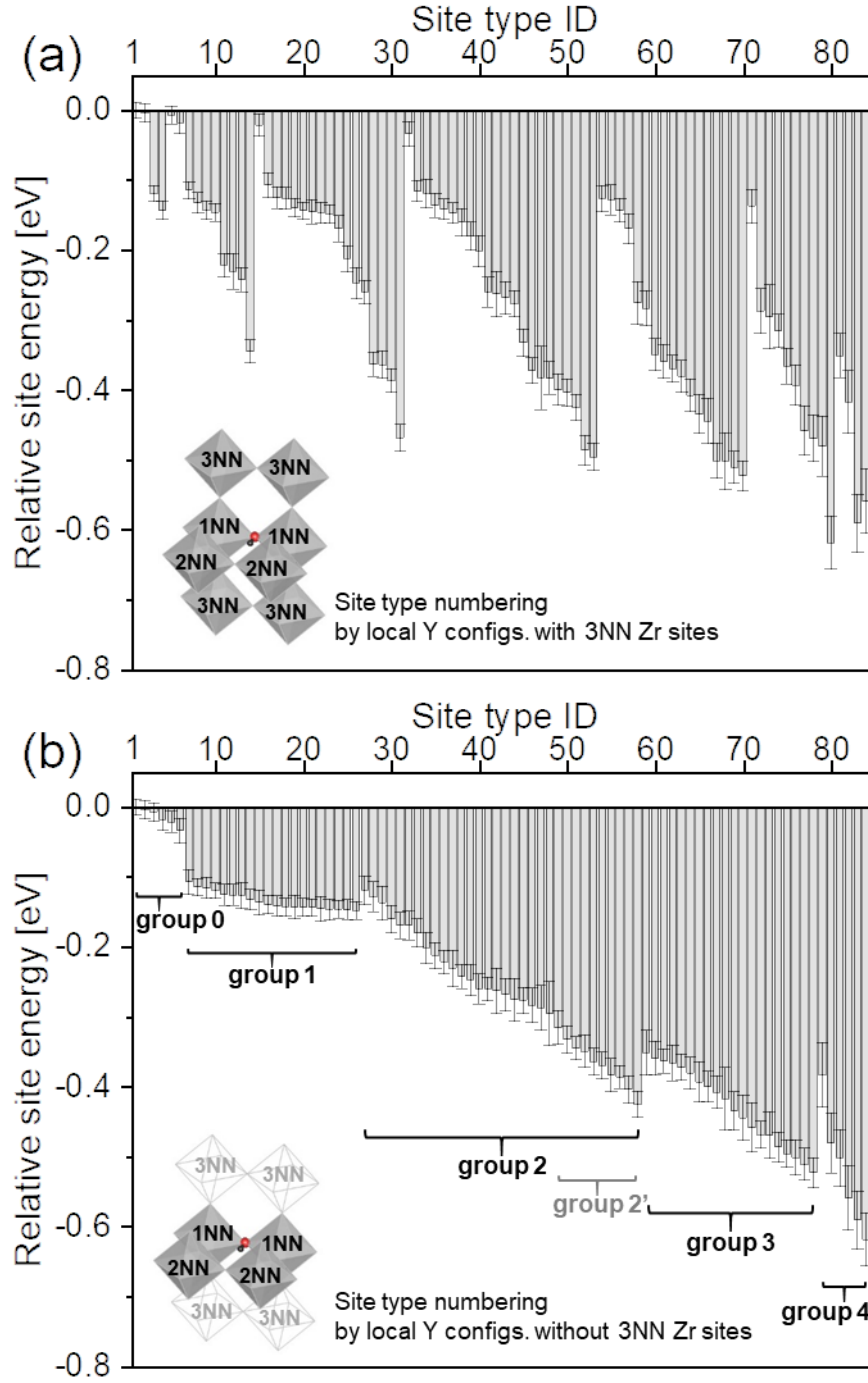 (a)
Site type ID
1 10 20 30 40 50 60 70 80
Relative site energy [eV]
0.0
-0.2
-0.4
-0.6
-0.8
3NN 3NN
1NN 1NN
2NN 2NN
3NN 3NN
Site type numbering
by local Y configs. with 3NN Zr sites
(b)
Site type ID
1 10 20 30 40 50 60 70 80
Relative site energy [eV]
0.0
-0.2
-0.4
-0.6
-0.8
group 0
group 1
group 2
group 2'
group 3
group 4
3NN 3NN
1NN 1NN
2NN 2NN
3NN 3NN
Site type numbering
by local Y configs. without 3NN Zr sites